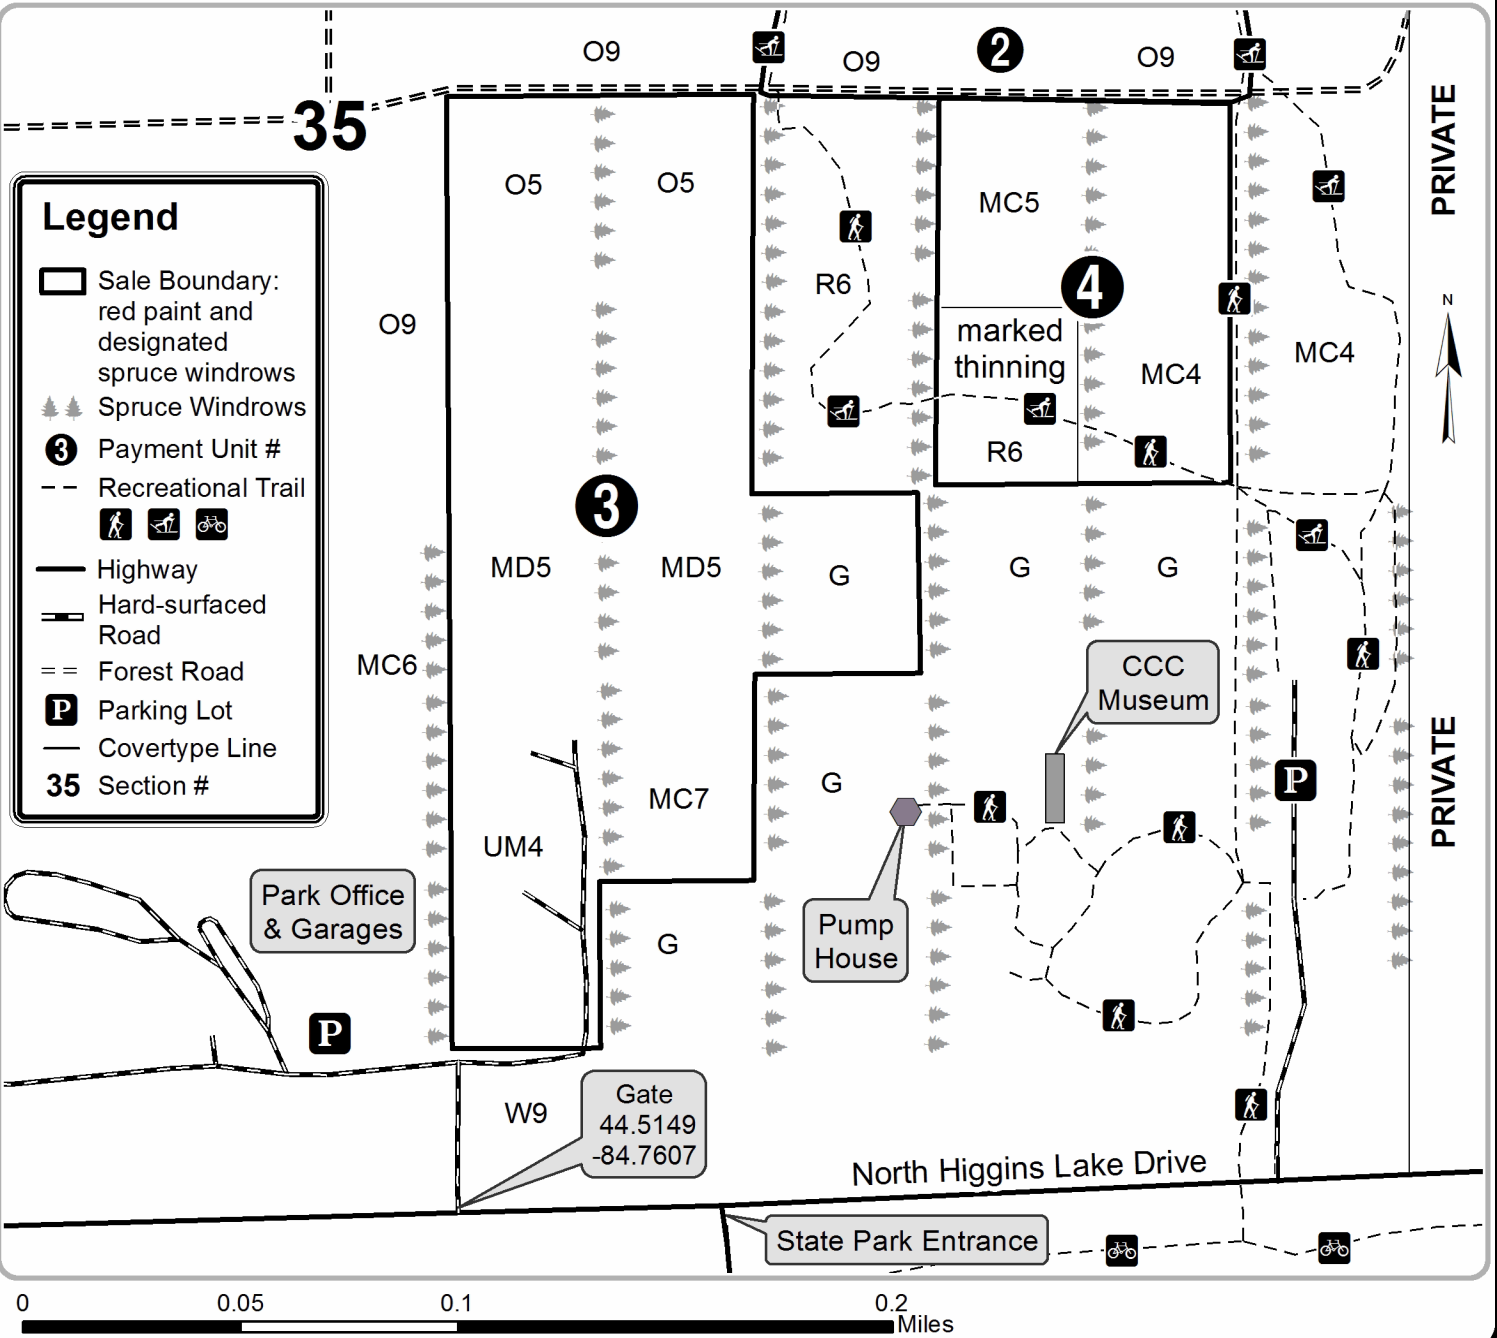 O9
O9
2
O9
35
PRIVATE
Legend
Sale Boundary:
red paint and
designated
spruce windrows
Spruce Windrows
3
Payment Unit #
Recreational Trail
Highway
Hard-surfaced
Road
Forest Road
P
Parking Lot
Covertype Line
35
Section #
O5
O5
MC5
4
R6
O9
marked
thinning
MC4
MC4
N
R6
3
MD5
MD5
G
G
G
MC6
CCC
Museum
PRIVATE
P
MC7
G
UM4
Park Office
& Garages
Pump
House
G
P
W9
Gate
44.5149
-84.7607
North Higgins Lake Drive
State Park Entrance
0
0.05
0.1
0.2
Miles